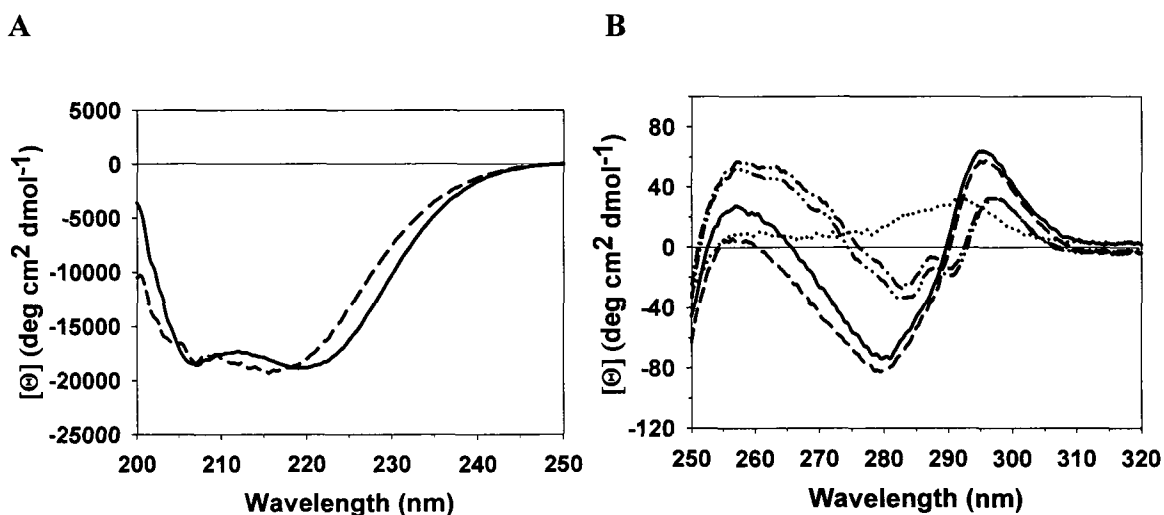 A
B
5000
0
-5000
-10000
-15000
-20000
-25000
[Θ] (deg cm² dmol⁻¹)
200 210 220 230 240 250
Wavelength (nm)
80
40
0
-40
-80
-120
[Θ] (deg cm² dmol⁻¹)
250 260 270 280 290 300 310 320
Wavelength (nm)